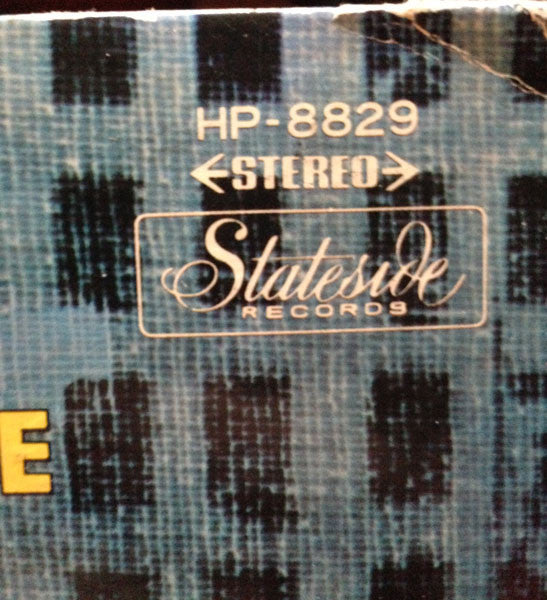 HP-8829
STEREO
Stateside
RECORDS
E